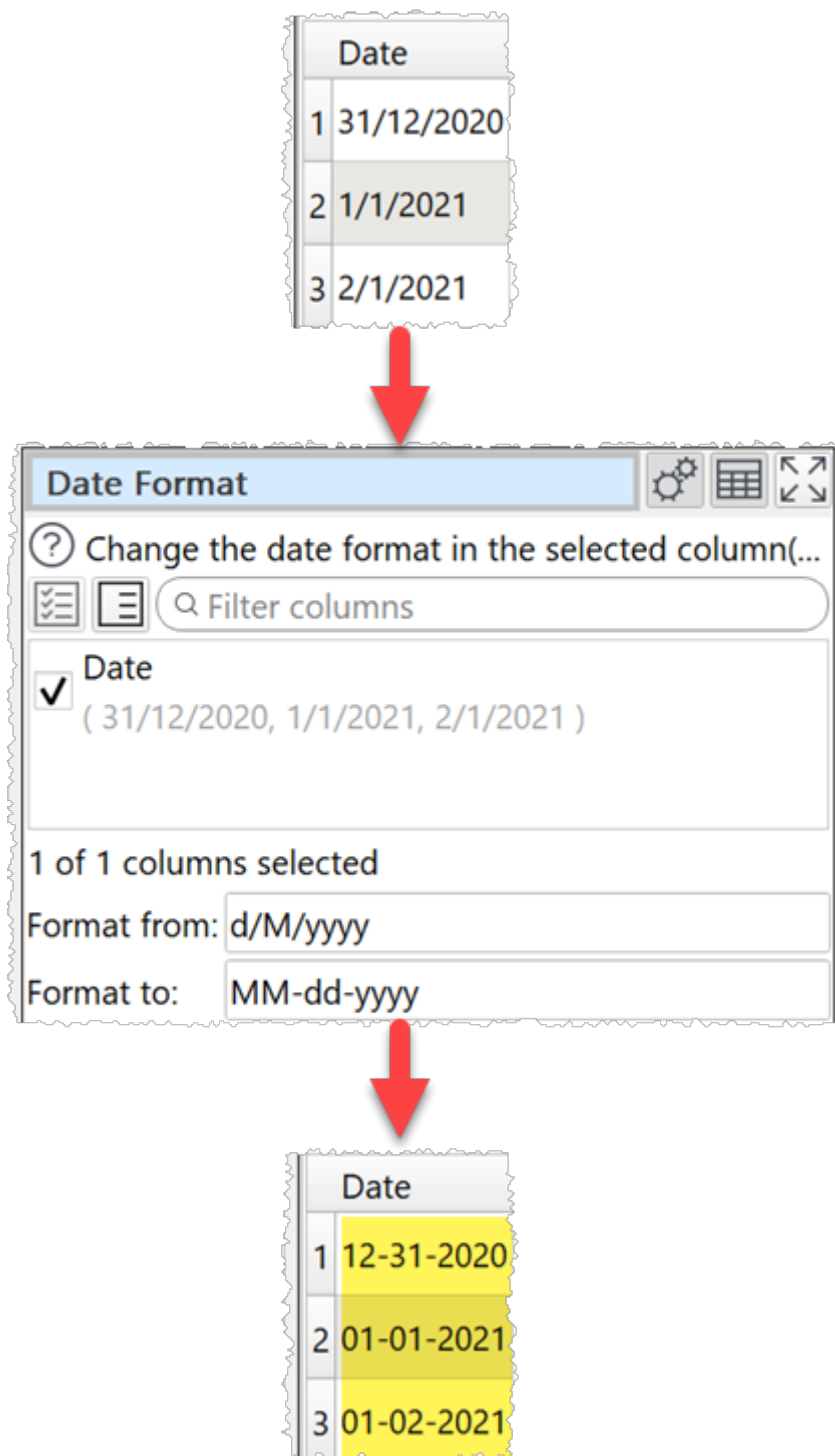 Date
1 31/12/2020
2 1/1/2021
3 2/1/2021
Date Format
? Change the date format in the selected column(...
Filter columns
Date
( 31/12/2020, 1/1/2021, 2/1/2021 )
1 of 1 columns selected
Format from: d/M/yyyy
Format to: MM-dd-yyyy
Date
1 12-31-2020
2 01-01-2021
3 01-02-2021